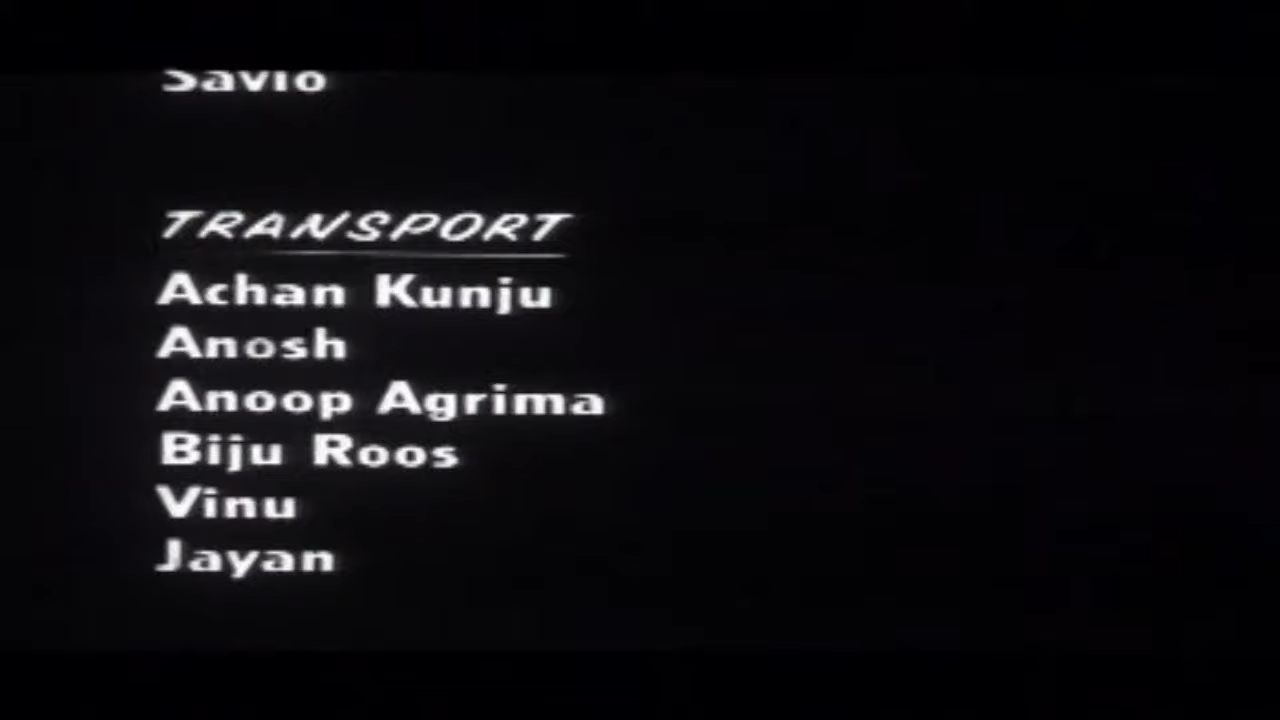 Savio
TRANSPORT
Achan Kunju
Anosh
Anoop Agrima
Biju Roos
Vinu
Jayan